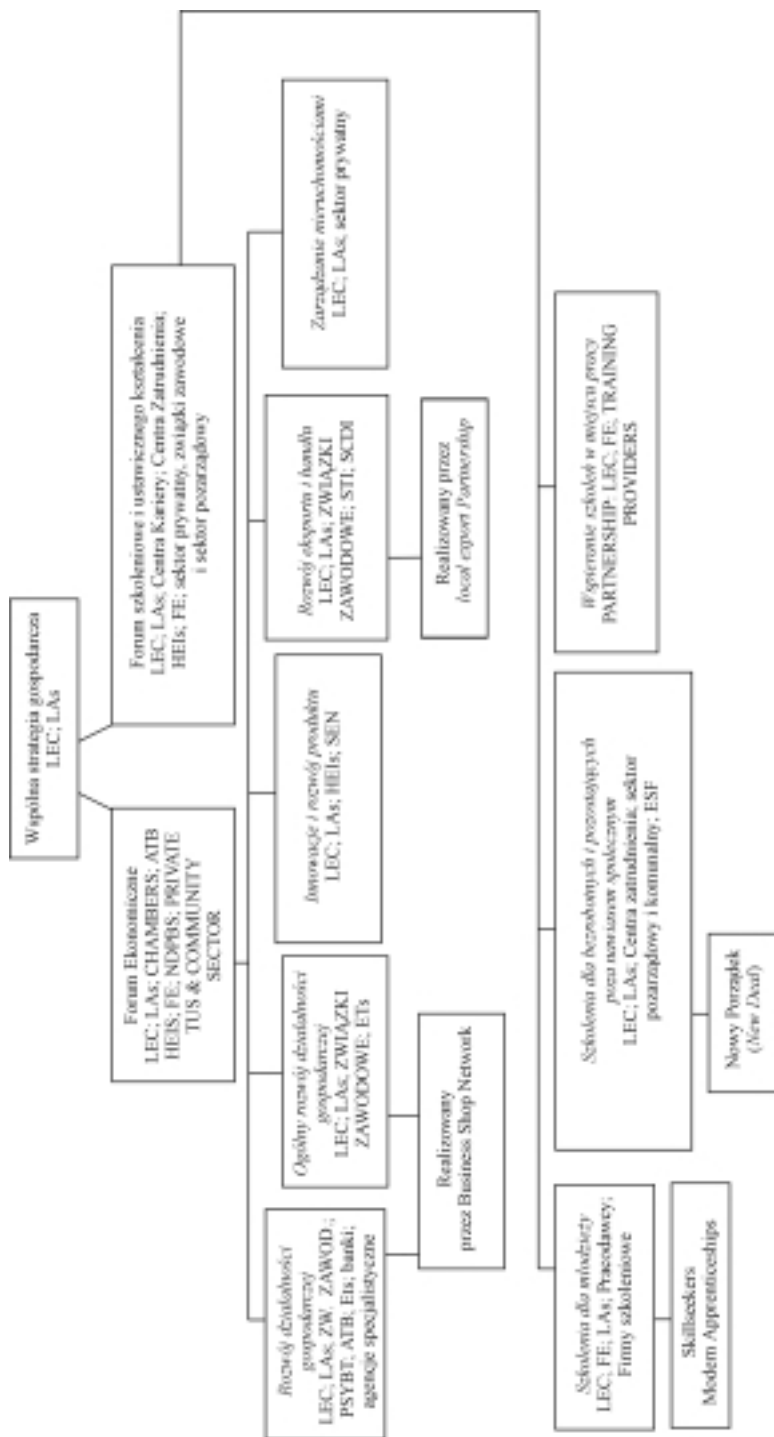 Wspólna strategia gospodarcza
LEC; LAs
Forum Ekonomiczne
LEC; LAs; CHAMBERS; ATB
HEIS; FE; NDPBS; PRIVATE
TUS & COMMUNITY
SECTOR
Forum szkoleniowe i ustawicznego kształcenia
LEC; LAs; Centra Kariery; Centra Zatrudnienia;
HEIs; FE; sektor prywatny, związki zawodowe
i sektor pozarządowy
Rozwój działalności
gospodarczej
LEC; LAs, ZW. ZAWOD.;
PSYBT; ATB; Ets; banki;
agencje specjalistyczne
Ogólny rozwój działalności
gospodarczej
LEC; LAs; ZWIĄZKI
ZAWODOWE; ETs
Innowacje i rozwój produktu
LEC; LAs; HEIs; SEN
Rozwój eksportu i handlu
LEC; LAs; ZWIĄZKI
ZAWODOWE; STI; SCDI
Zarządzanie nieruchomościami
LEC; LAs, sektor prywatny
Realizowany
przez Business Shop Network
Realizowany przez
local export Partnership
Szkolenia dla młodzieży
LEC; FE; LAs; Pracodawcy;
Firmy szkoleniowe
Szkolenia dla bezrobotnych i pozostających
poza nawiasem społecznym
LEC; LAs; Centra zatrudnienia; sektor
pozarządowy i komunalny; ESF
Wspieranie szkoleń w miejscu pracy
PARTNERSHIP: LEC; FE; TRAINING
PROVIDERS
Skillseekers
Modern Apprenticeships
Nowy Porządek
(New Deal)